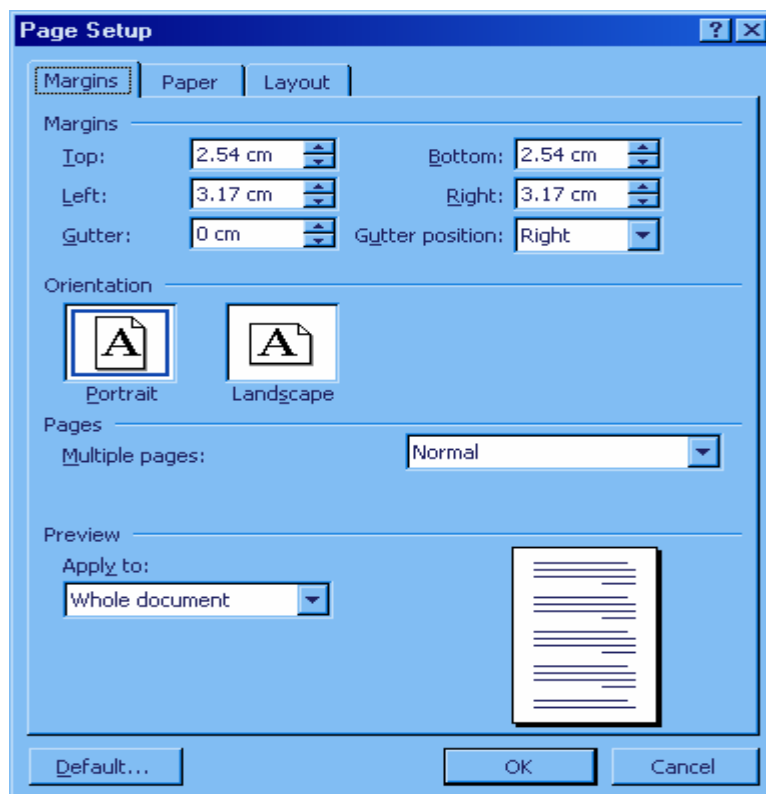 Page Setup
Margins Paper Layout
Margins
Top: 2.54 cm Bottom: 2.54 cm
Left: 3.17 cm Right: 3.17 cm
Gutter: 0 cm Gutter position: Right
Orientation
A A
Portrait Landscape
Pages
Multiple pages: Normal
Preview
Apply to:
Whole document
Default... OK Cancel